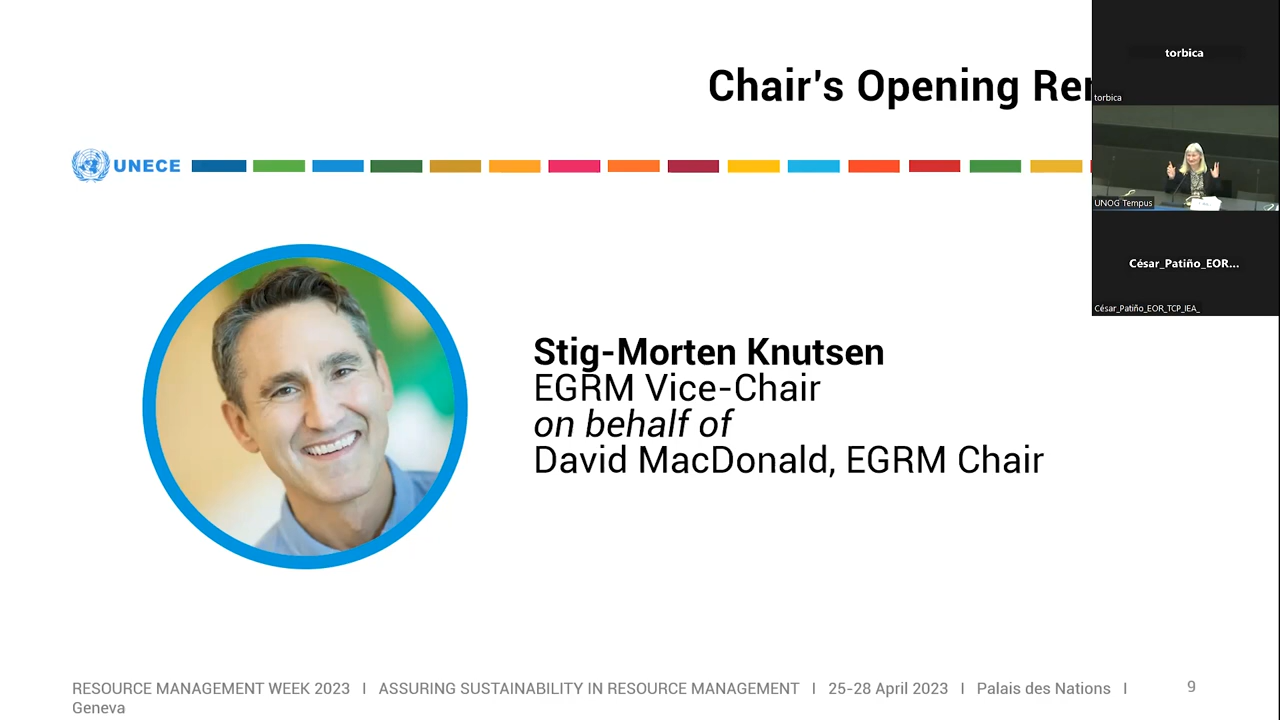 Chair's Opening Rem
UNECE
Stig-Morten Knutsen
EGRM Vice-Chair
on behalf of
David MacDonald, EGRM Chair
RESOURCE MANAGEMENT WEEK 2023 I ASSURING SUSTAINABILITY IN RESOURCE MANAGEMENT I 25-28 April 2023 I Palais des Nations I
Geneva
9
torbica
torbica
UNOG Tempus
César_Patiño_EOR...
César_Patiño_EOR_TCP_IEA_